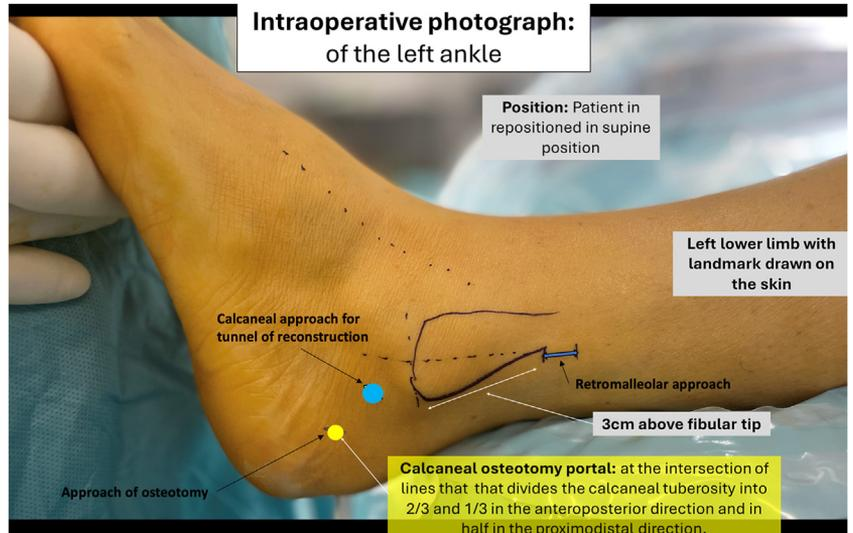 Intraoperative photograph:
of the left ankle
Position: Patient in
repositioned in supine
position
Left lower limb with
landmark drawn on
the skin
Calcaneal approach for
tunnel of reconstruction
Retromalleolar approach
3cm above fibular tip
Approach of osteotomy
Calcaneal osteotomy portal: at the intersection of
lines that that divides the calcaneal tuberosity into
2/3 and 1/3 in the anteroposterior direction and in
half in the proximodistal direction.